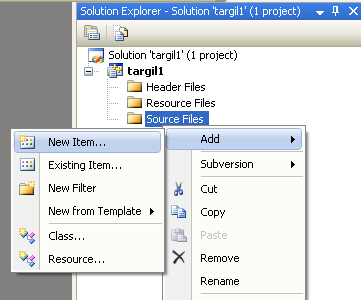 Solution Explorer - Solution 'targil1' (1 project)
Solution 'targil1' (1 project)
targil1
Header Files
Resource Files
Source Files
New Item...
Existing Item...
New Filter
New from Template
Class...
Resource...
Add
Subversion
Cut
Copy
Paste
Remove
Rename